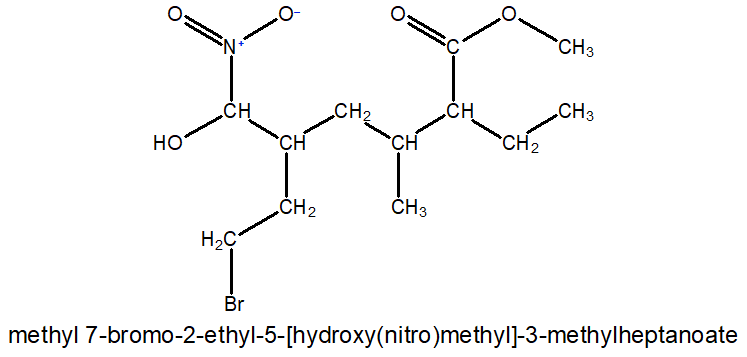 O O⁻
N⁺
O O
C CH₃
CH CH₂ CH CH₃
HO CH CH CH₂
CH₂ CH₃
H₂C
Br
methyl 7-bromo-2-ethyl-5-[hydroxy(nitro)methyl]-3-methylheptanoate